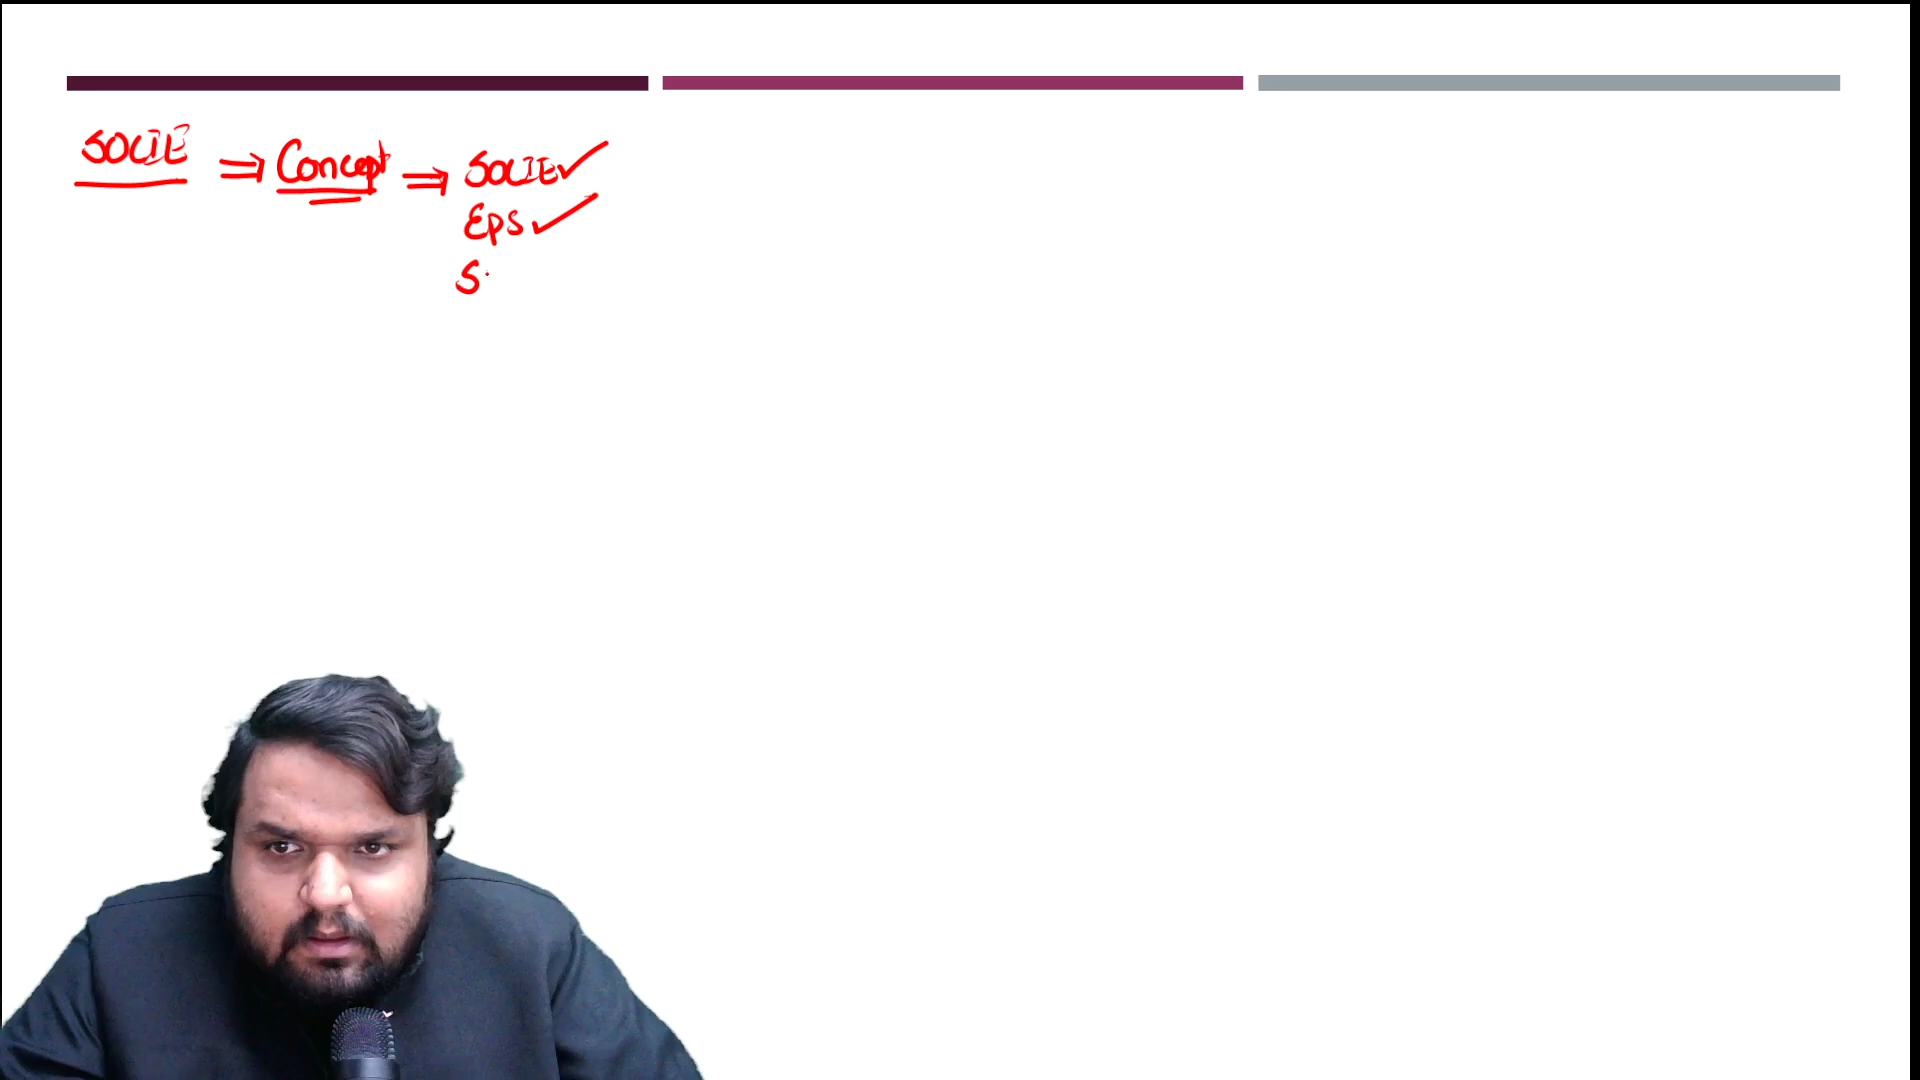 SOCIE ⇒ Concept ⇒ SOCIE ✓
Eps ✓
S